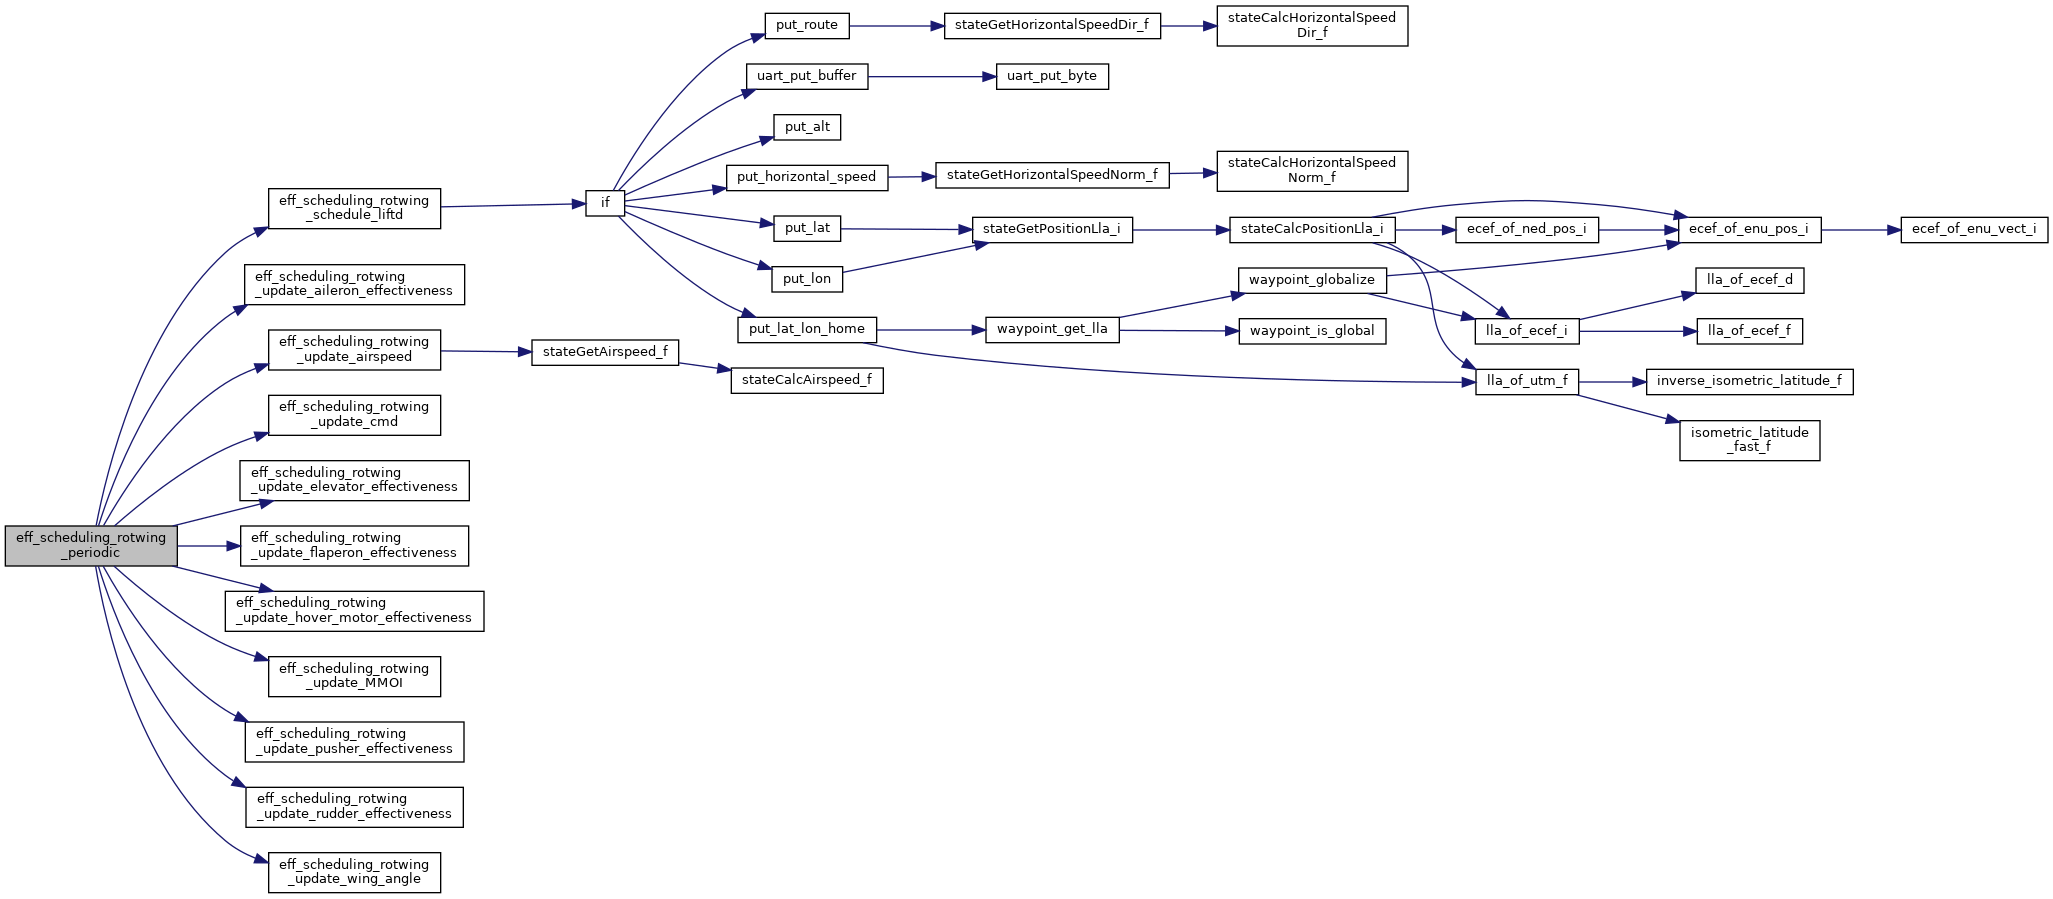 eff_scheduling_rotwing
_periodic
eff_scheduling_rotwing
_schedule_liftd
eff_scheduling_rotwing
_update_aileron_effectiveness
eff_scheduling_rotwing
_update_airspeed
eff_scheduling_rotwing
_update_cmd
eff_scheduling_rotwing
_update_elevator_effectiveness
eff_scheduling_rotwing
_update_flaperon_effectiveness
eff_scheduling_rotwing
_update_hover_motor_effectiveness
eff_scheduling_rotwing
_update_MMOI
eff_scheduling_rotwing
_update_pusher_effectiveness
eff_scheduling_rotwing
_update_rudder_effectiveness
eff_scheduling_rotwing
_update_wing_angle
if
stateGetAirspeed_f
stateCalcAirspeed_f
put_route
uart_put_buffer
put_alt
put_horizontal_speed
put_lat
put_lon
put_lat_lon_home
stateGetHorizontalSpeedDir_f
uart_put_byte
stateGetHorizontalSpeedNorm_f
stateGetPositionLla_i
waypoint_get_lla
stateCalcHorizontalSpeed
Dir_f
stateCalcHorizontalSpeed
Norm_f
stateCalcPositionLla_i
waypoint_globalize
waypoint_is_global
ecef_of_ned_pos_i
lla_of_ecef_i
lla_of_utm_f
ecef_of_enu_pos_i
lla_of_ecef_d
lla_of_ecef_f
inverse_isometric_latitude_f
isometric_latitude
_fast_f
ecef_of_enu_vect_i